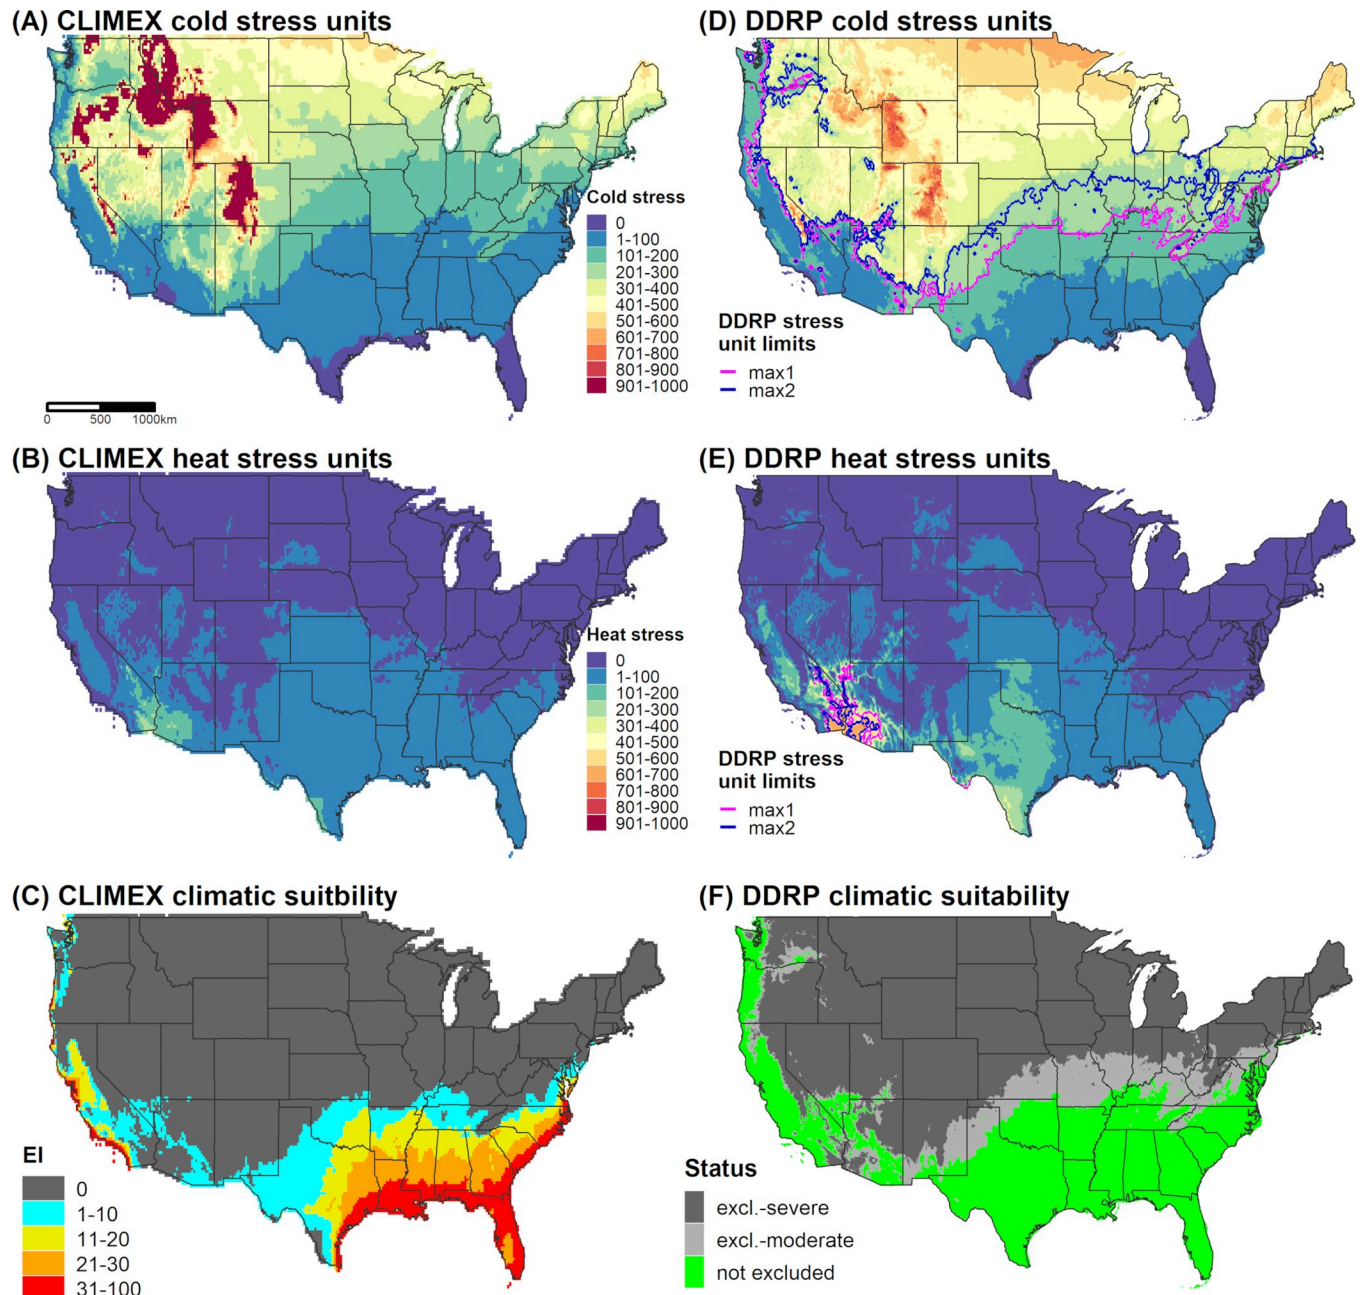 (A) CLIMEX cold stress units
Cold stress
0
1-100
101-200
201-300
301-400
401-500
501-600
601-700
701-800
801-900
901-1000
0 500 1000km
(D) DDRP cold stress units
DDRP stress
unit limits
max1
max2
(B) CLIMEX heat stress units
Heat stress
0
1-100
101-200
201-300
301-400
401-500
501-600
601-700
701-800
801-900
901-1000
(E) DDRP heat stress units
DDRP stress
unit limits
max1
max2
(C) CLIMEX climatic suitbility
EI
0
1-10
11-20
21-30
31-100
(F) DDRP climatic suitability
Status
excl.-severe
excl.-moderate
not excluded